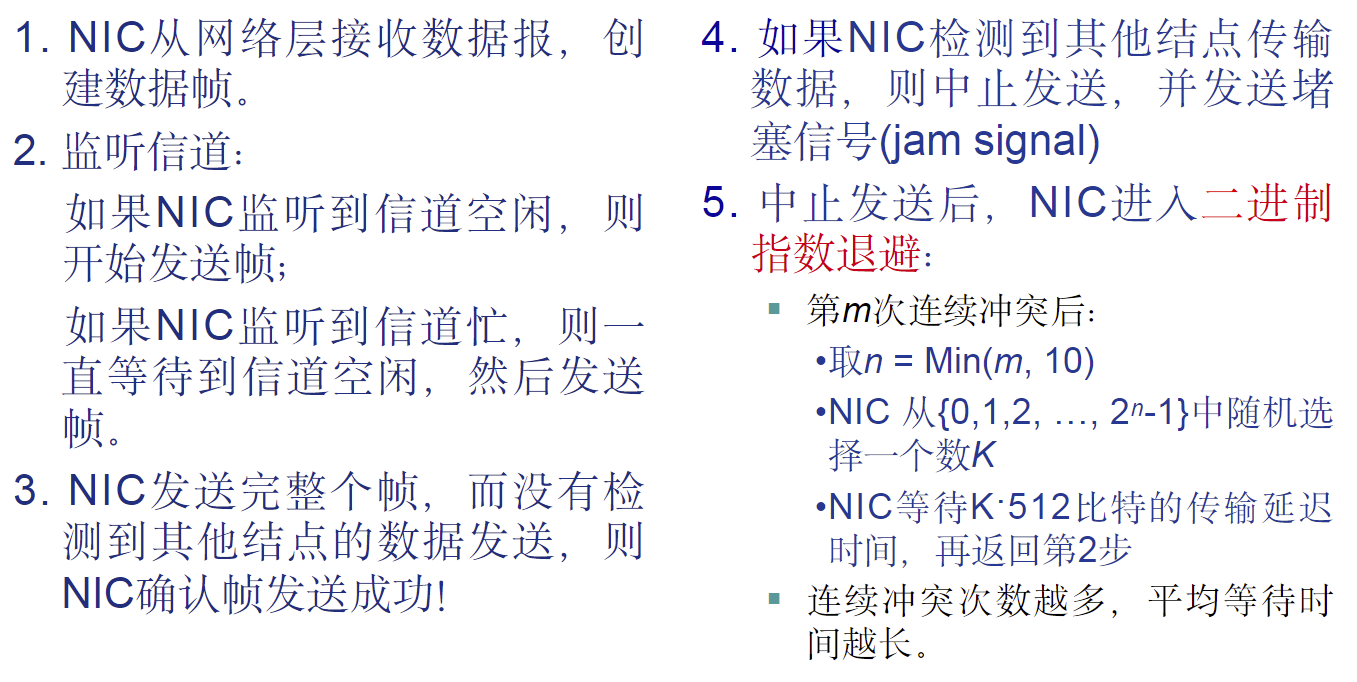 1. NIC从网络层接收数据报，创
建数据帧。
2. 监听信道：
如果NIC监听到信道空闲，则
开始发送帧；
如果NIC监听到信道忙，则一
直等待到信道空闲，然后发送
帧。
3. NIC发送完整个帧，而没有检
测到其他结点的数据发送，则
NIC确认帧发送成功！
4. 如果NIC检测到其他结点传输
数据，则中止发送，并发送堵
塞信号(jam signal)
5. 中止发送后，NIC进入二进制
指数退避：
▪ 第m次连续冲突后：
•取n = Min(m, 10)
•NIC 从{0,1,2, …, 2ⁿ-1}中随机选
择一个数K
•NIC等待K·512比特的传输延迟
时间，再返回第2步
▪ 连续冲突次数越多，平均等待时
间越长。